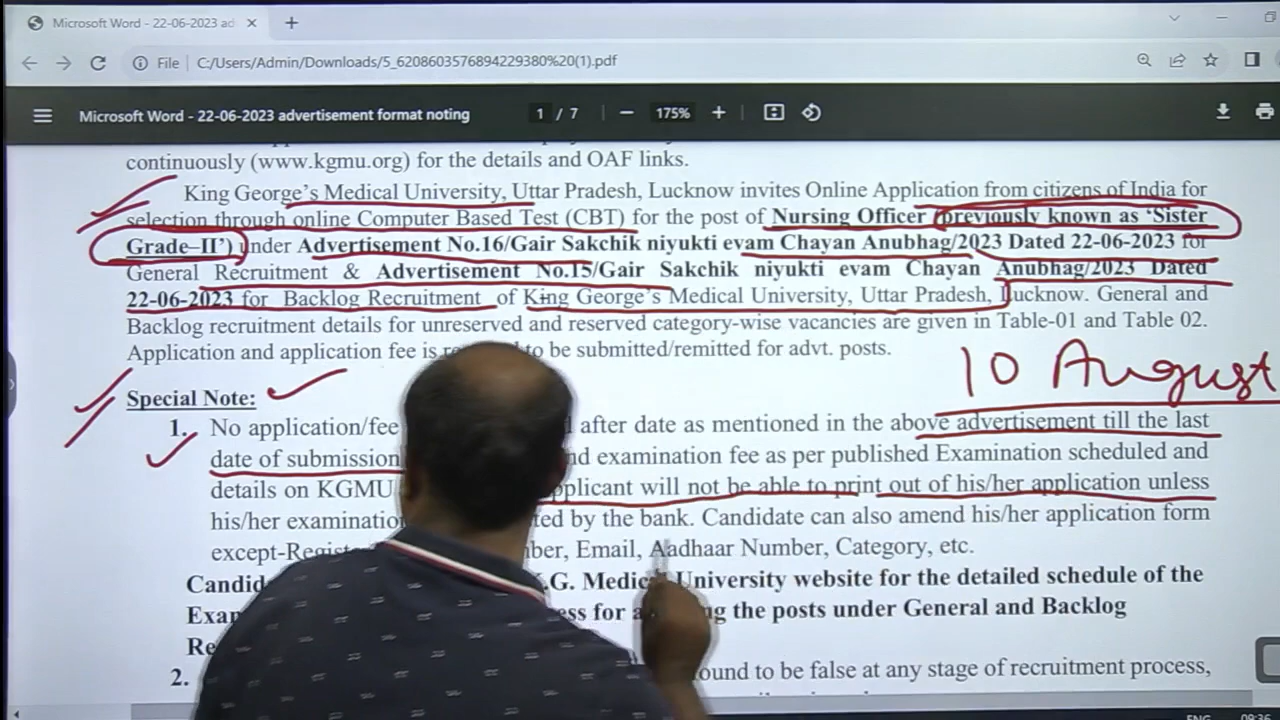 Microsoft Word - 22-06-2023 ad
File C:/Users/Admin/Downloads/5_6208603576894229380%20(1).pdf
Microsoft Word - 22-06-2023 advertisement format noting 1 / 7 175%
continuously (www.kgmu.org) for the details and OAF links.
King George's Medical University, Uttar Pradesh, Lucknow invites Online Application from citizens of India for
selection through online Computer Based Test (CBT) for the post of Nursing Officer (previously known as 'Sister
Grade–II') under Advertisement No.16/Gair Sakchik niyukti evam Chayan Anubhag/2023 Dated 22-06-2023 for
General Recruitment & Advertisement No.15/Gair Sakchik niyukti evam Chayan Anubhag/2023 Dated
22-06-2023 for Backlog Recruitment of King George's Medical University, Uttar Pradesh, Lucknow. General and
Backlog recruitment details for unreserved and reserved category-wise vacancies are given in Table-01 and Table 02.
Application and application fee is to be submitted/remitted for advt. posts.
10 August
Special Note:
1. No application/fee after date as mentioned in the above advertisement till the last
date of submission examination fee as per published Examination scheduled and
details on KGMU applicant will not be able to print out of his/her application unless
his/her by the bank. Candidate can also amend his/her application form
Email, Aadhaar Number, Category, etc.
K.G. Medical University website for the detailed schedule of the
the posts under General and Backlog
2. to be false at any stage of recruitment process,
ENG 09:36